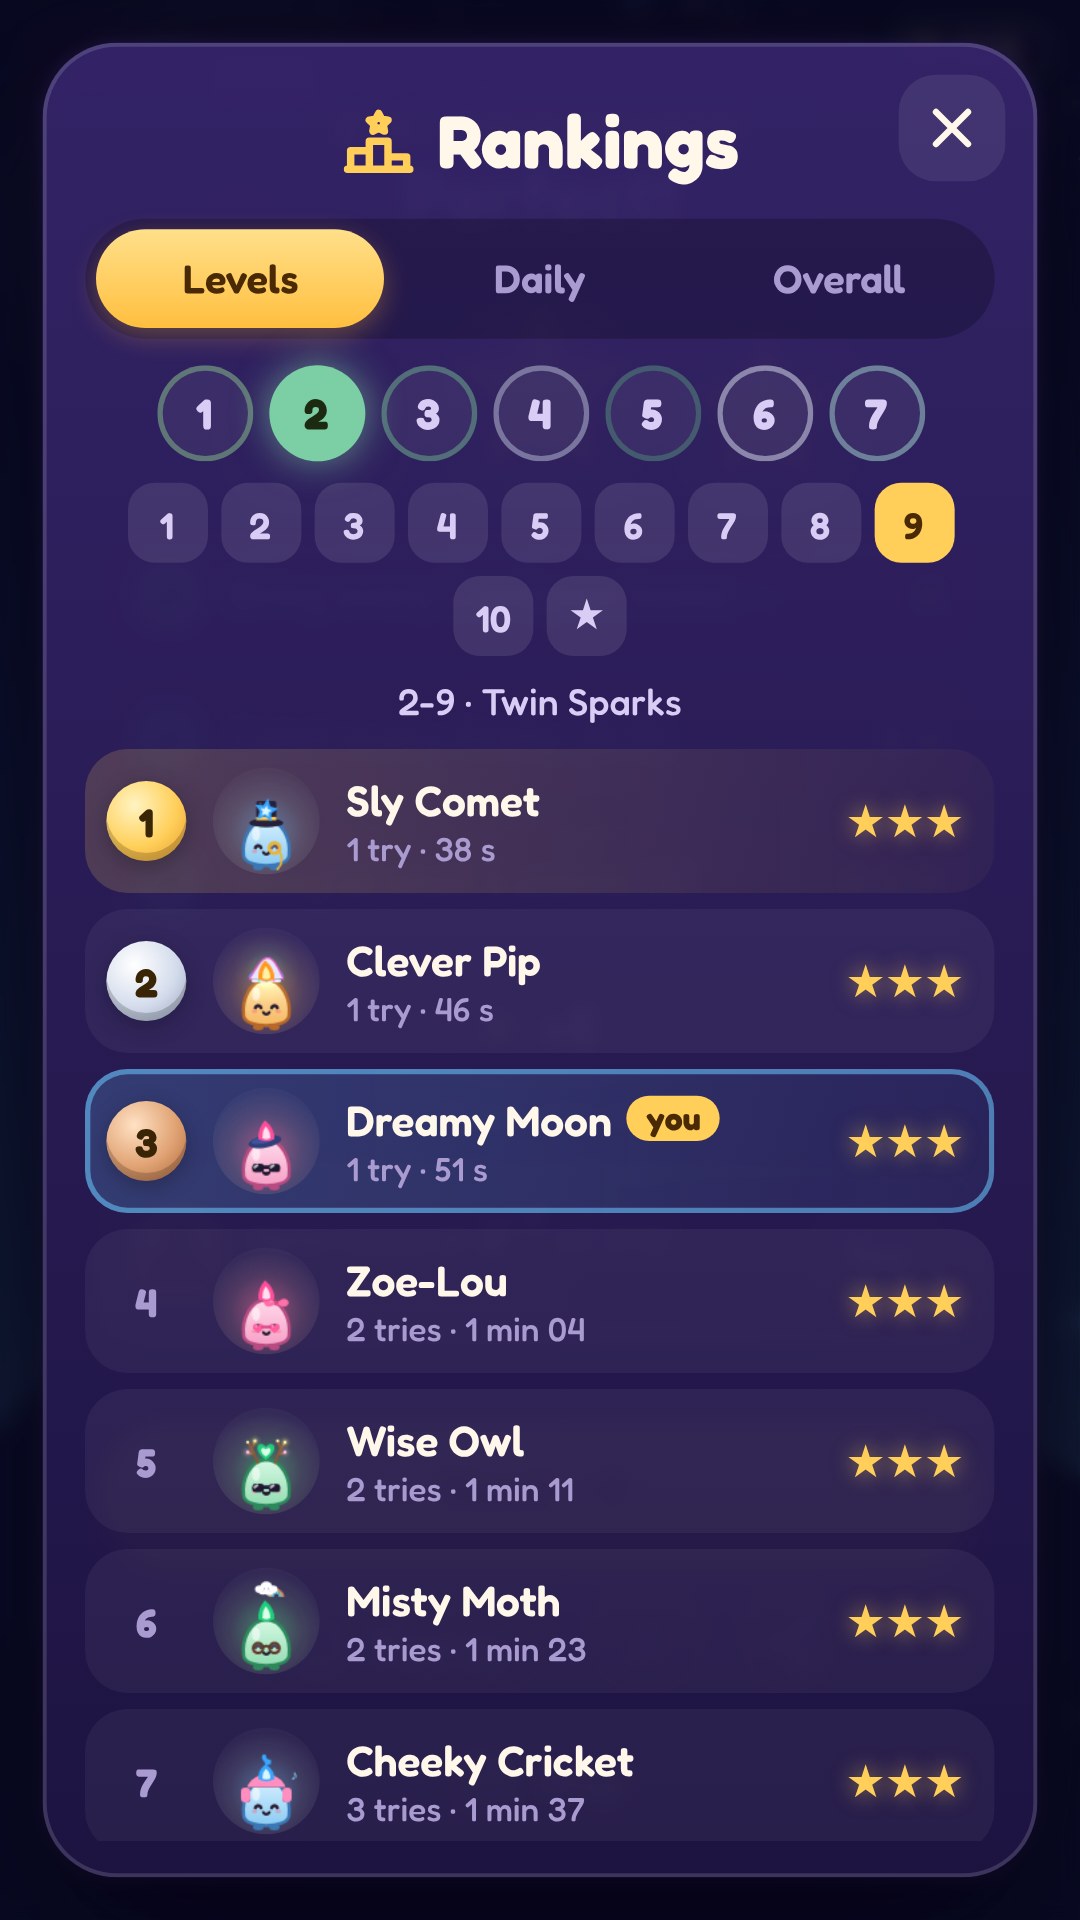 Rankings
Levels Daily Overall
1 2 3 4 5 6 7
1 2 3 4 5 6 7 8 9
10 ★
2-9 · Twin Sparks
1 Sly Comet ★★★
1 try · 38 s
2 Clever Pip ★★★
1 try · 46 s
3 Dreamy Moon you ★★★
1 try · 51 s
4 Zoe-Lou ★★★
2 tries · 1 min 04
5 Wise Owl ★★★
2 tries · 1 min 11
6 Misty Moth ★★★
2 tries · 1 min 23
7 Cheeky Cricket ★★★
3 tries · 1 min 37